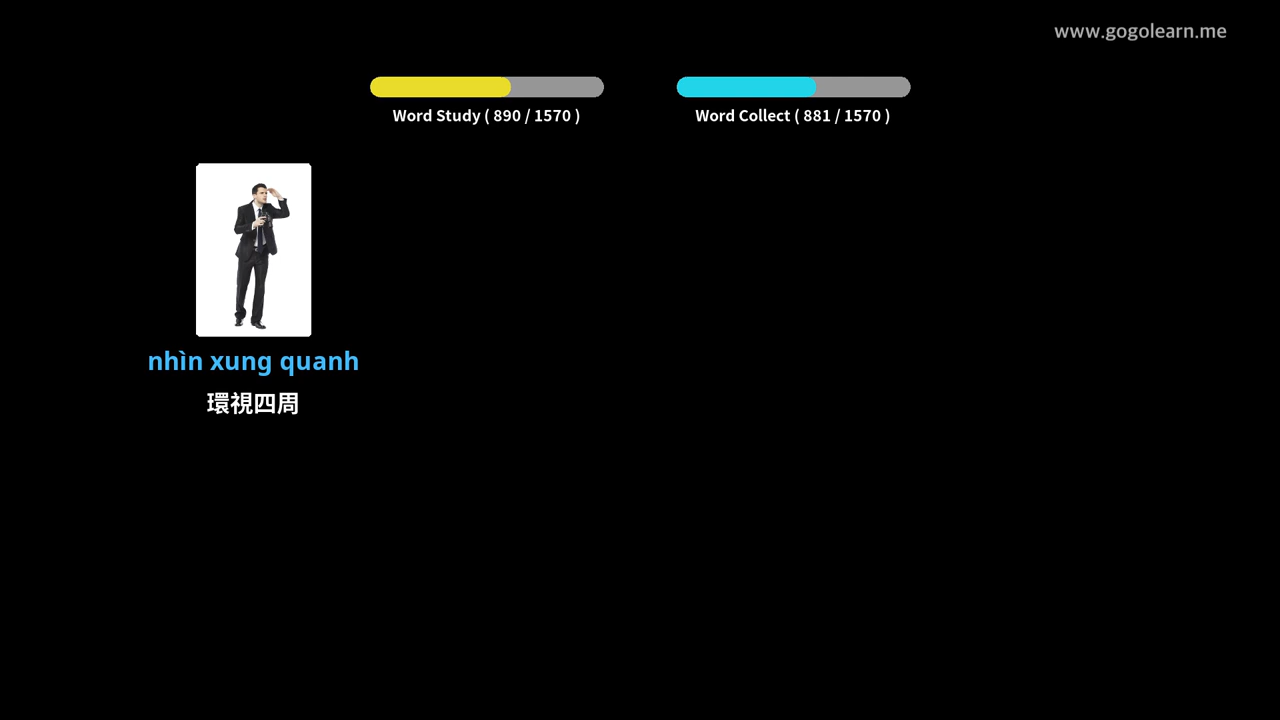 www.gogolearn.me
Word Study ( 890 / 1570 )
Word Collect ( 881 / 1570 )
nhìn xung quanh
環視四周